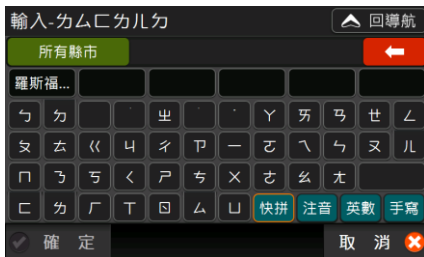 輸入-ㄌㄙㄈㄌㄦㄉ
回導航
所有縣市
羅斯福...
ㄅ ㄉ ㄓ ㄚ ㄞ ㄢ ㄝ ㄥ
ㄆ ㄊ ㄍ ㄐ ㄔ ㄗ ㄧ ㄛ ㄟ ㄣ ㄡ ㄦ
ㄇ ㄋ ㄎ ㄑ ㄕ ㄘ ㄨ ㄜ ㄠ ㄤ
ㄈ ㄌ ㄏ ㄒ ㄖ ㄙ ㄩ 快拼 注音 英數 手寫
確 定 取 消